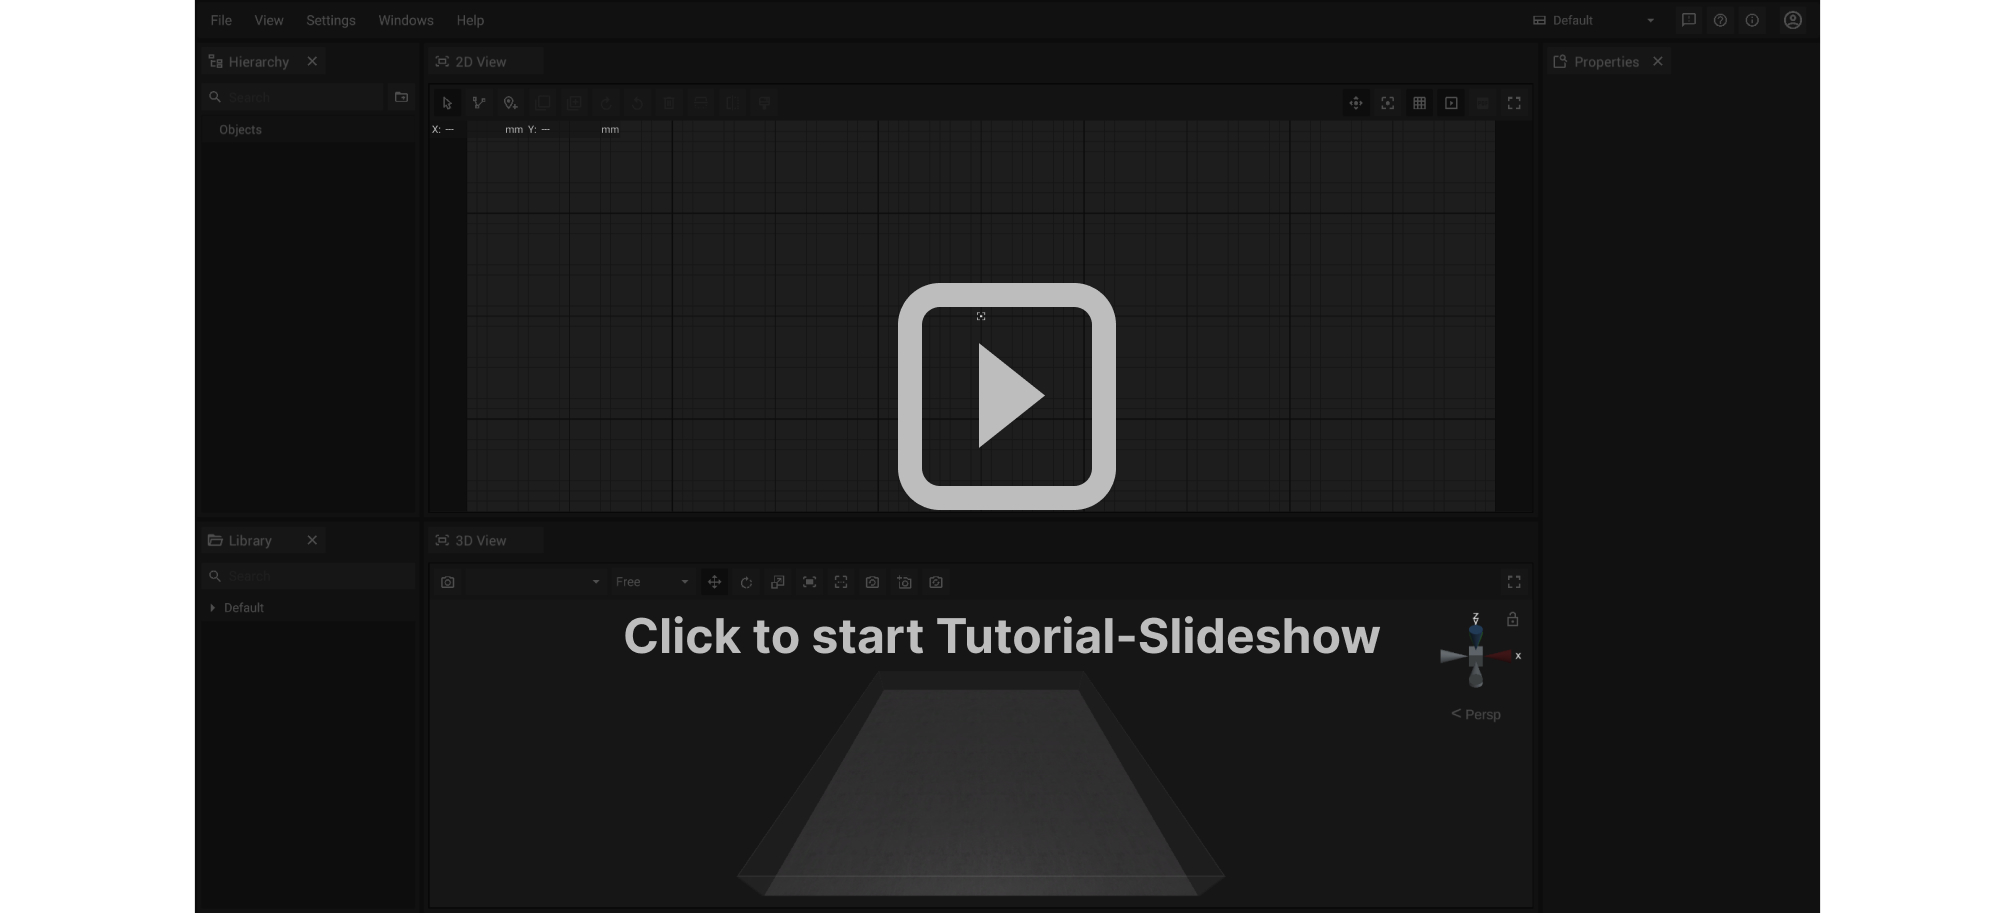 File View Settings Windows Help Default
Hierarchy
2D View
Properties
Search
Objects
X: --- mm Y: --- mm
Library
3D View
Search
Free
Default
Click to start Tutorial-Slideshow
Z
Y
X
< Persp